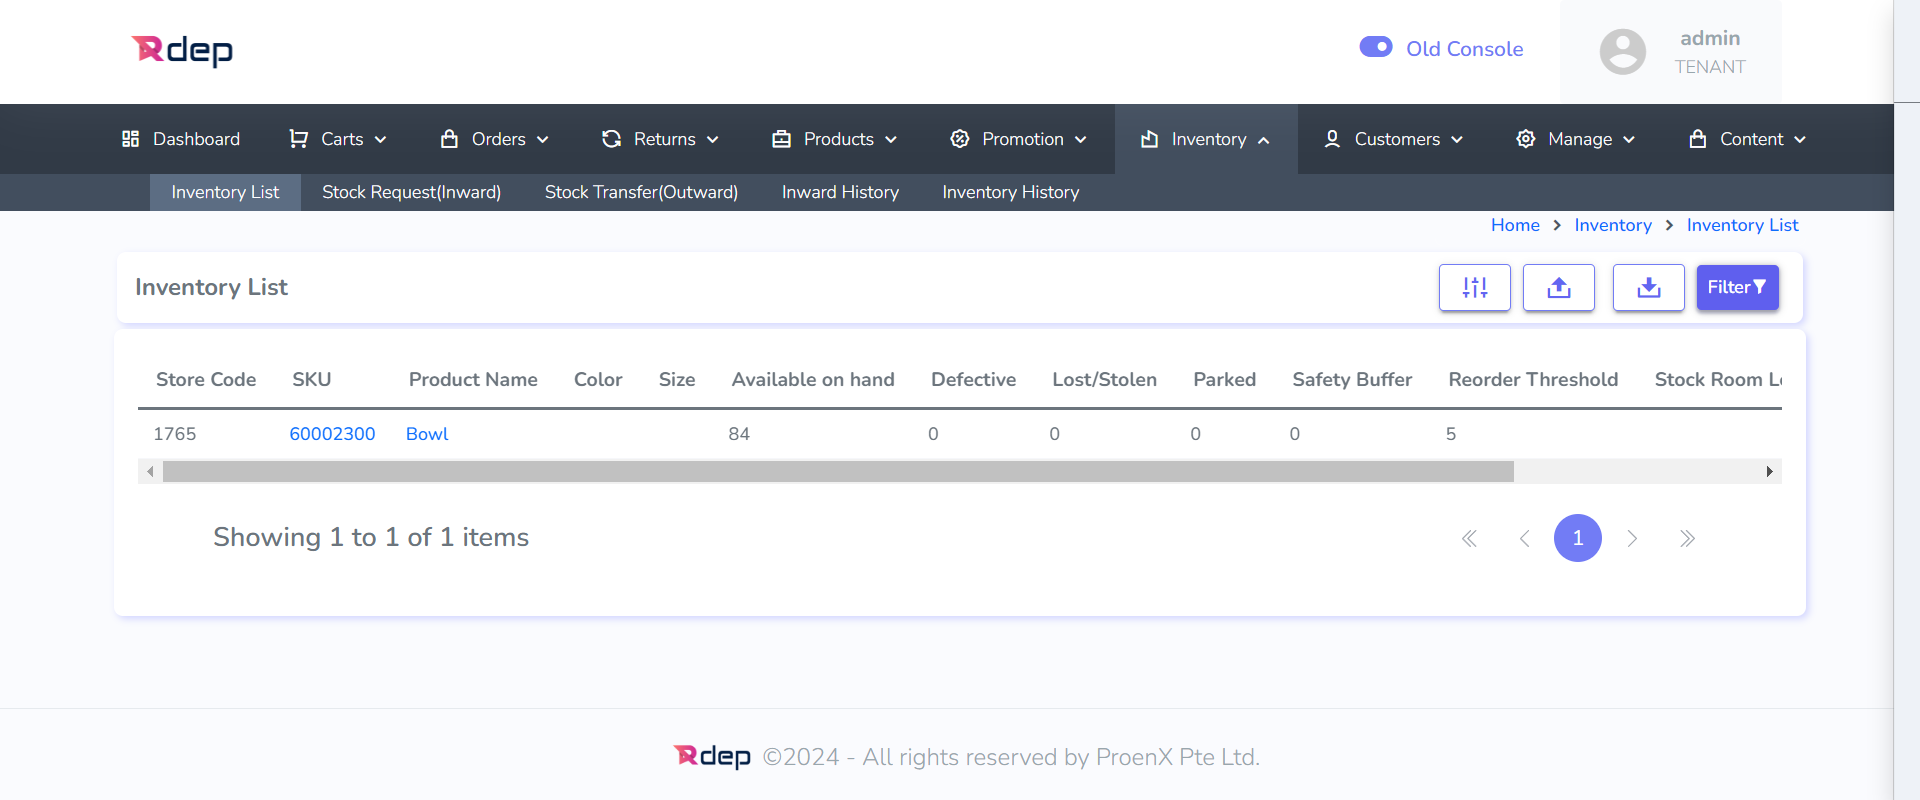 Rdep
Old Console
admin
TENANT
Dashboard Carts Orders Returns Products Promotion Inventory Customers Manage Content
Inventory List Stock Request(Inward) Stock Transfer(Outward) Inward History Inventory History
Home > Inventory > Inventory List
Inventory List
Filter
Store Code SKU Product Name Color Size Available on hand Defective Lost/Stolen Parked Safety Buffer Reorder Threshold Stock Room
1765 60002300 Bowl 84 0 0 0 0 5
Showing 1 to 1 of 1 items
1
Rdep ©2024 - All rights reserved by ProenX Pte Ltd.